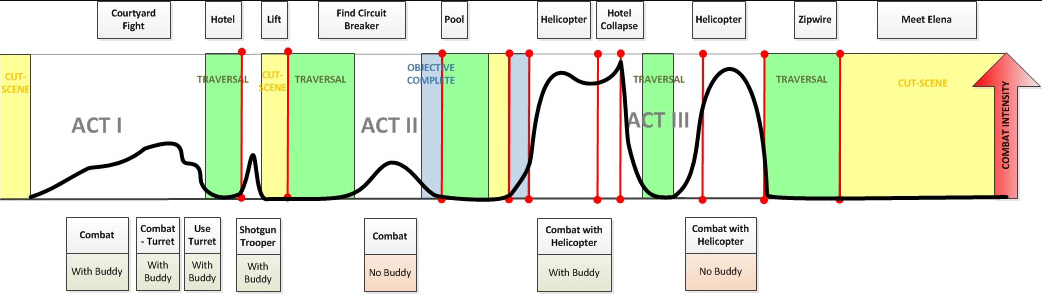 Courtyard
Fight
Hotel
Lift
Find Circuit
Breaker
Pool
Helicopter
Hotel
Collapse
Helicopter
Zipwire
Meet Elena
CUT-
SCENE
TRAVERSAL
CUT-
SCENE
TRAVERSAL
OBJECTIVE
COMPLETE
TRAVERSAL
TRAVERSAL
CUT-SCENE
COMBAT INTENSITY
ACT I
ACT II
ACT III
Combat
With Buddy
Combat
- Turret
With
Buddy
Use
Turret
With
Buddy
Shotgun
Trooper
With
Buddy
Combat
No Buddy
Combat with
Helicopter
With Buddy
Combat with
Helicopter
No Buddy